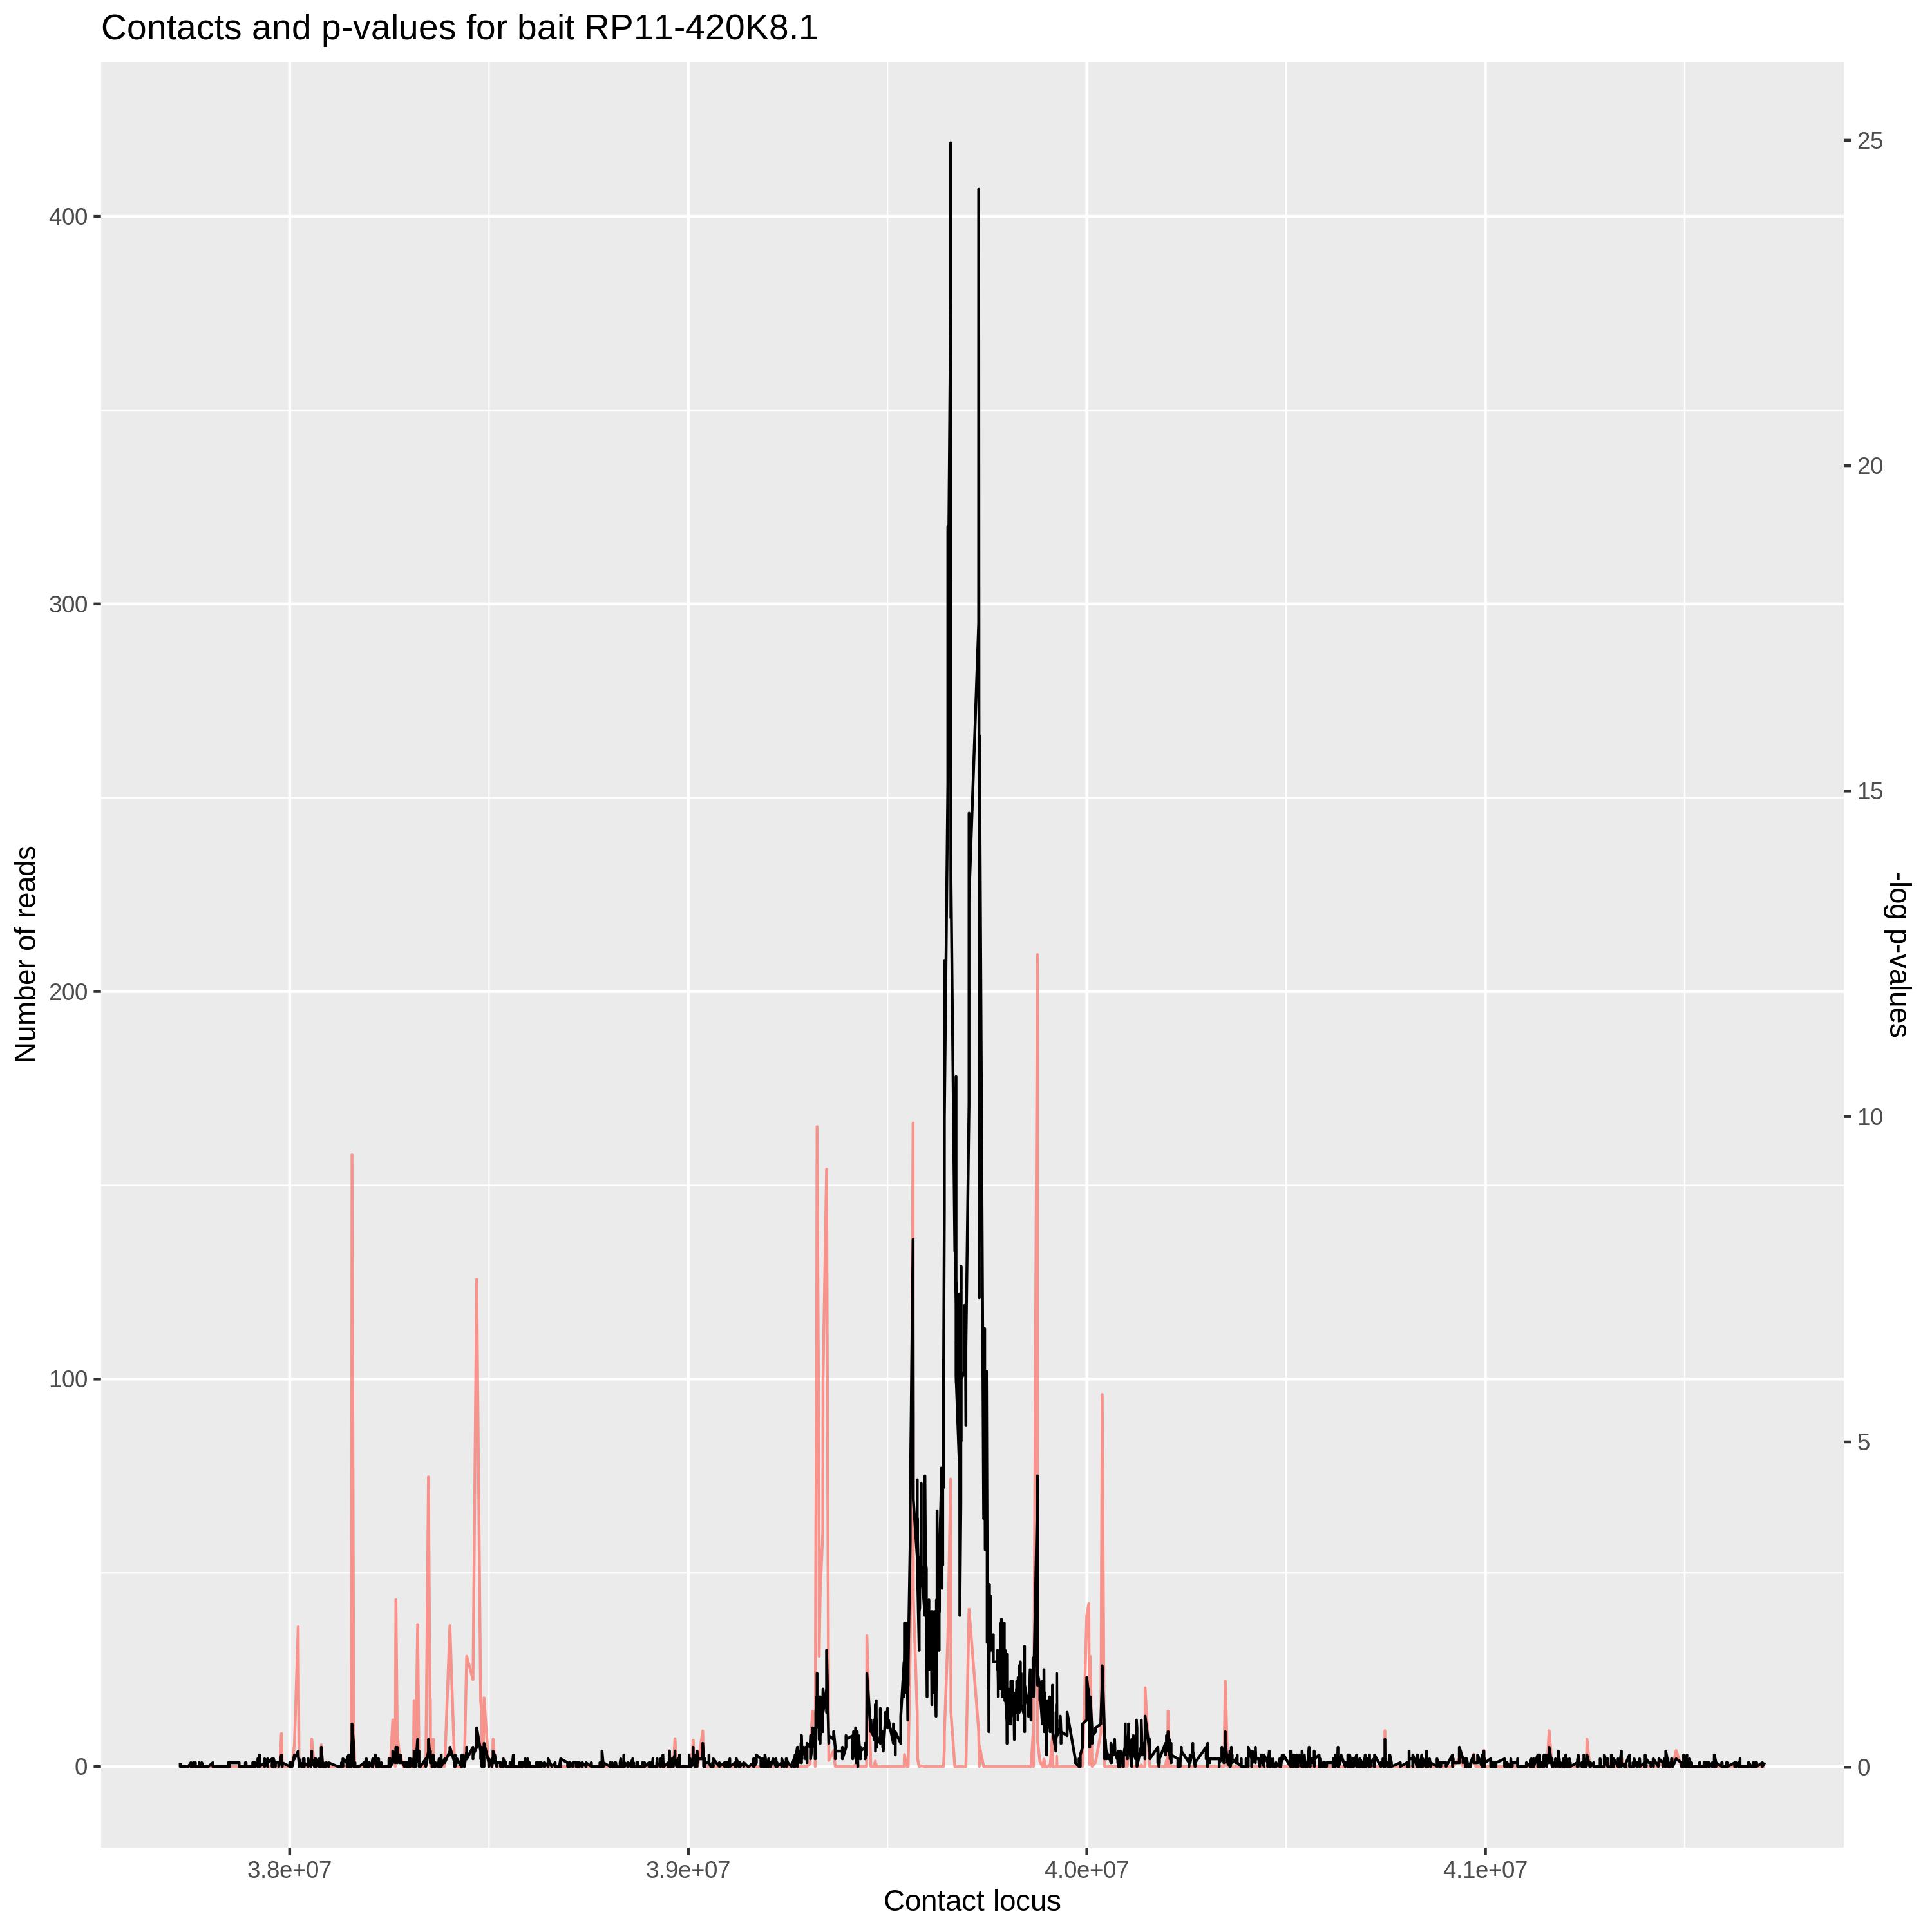 Contacts and p-values for bait RP11-420K8.1
Number of reads
400
300
200
100
0
25
20
15
10
5
0
-log p-values
3.8e+07
3.9e+07
4.0e+07
4.1e+07
Contact locus